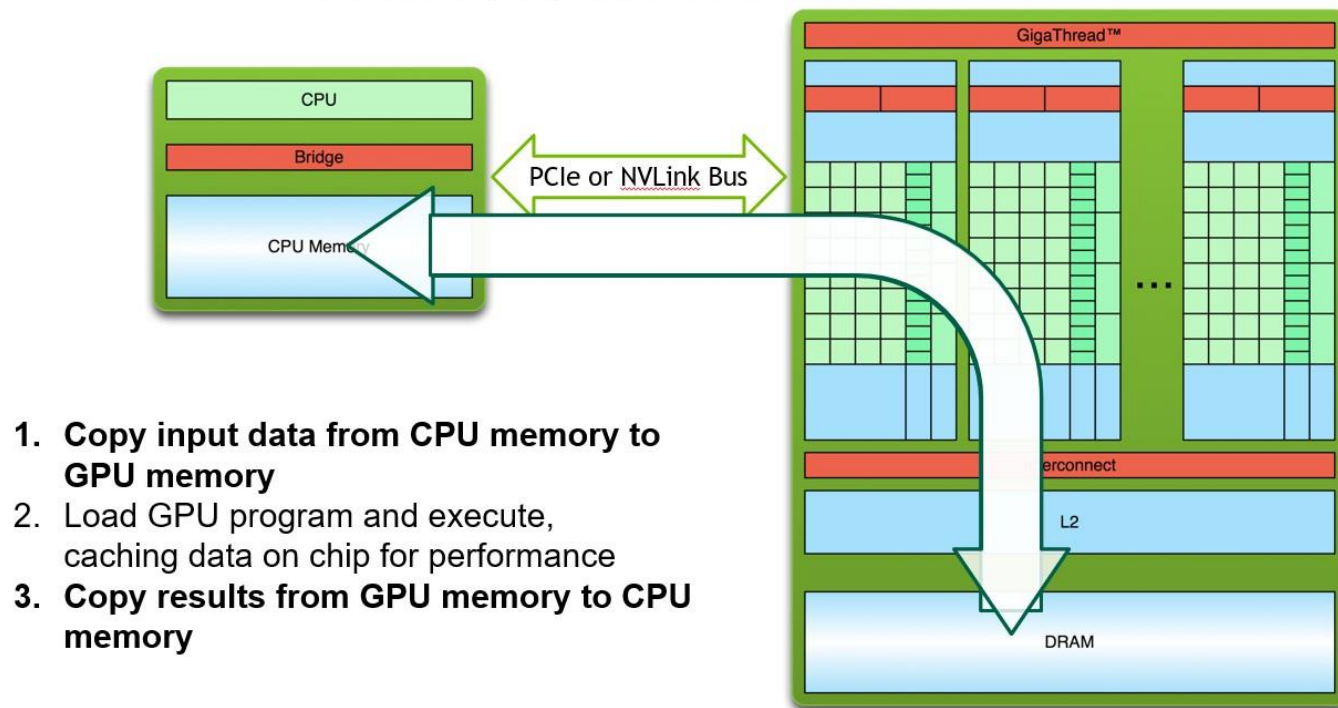 GigaThread™
CPU
Bridge
PCIe or NVLink Bus
CPU Memory
...
1. Copy input data from CPU memory to
GPU memory
2. Load GPU program and execute,
caching data on chip for performance
3. Copy results from GPU memory to CPU
memory
erconnect
L2
DRAM